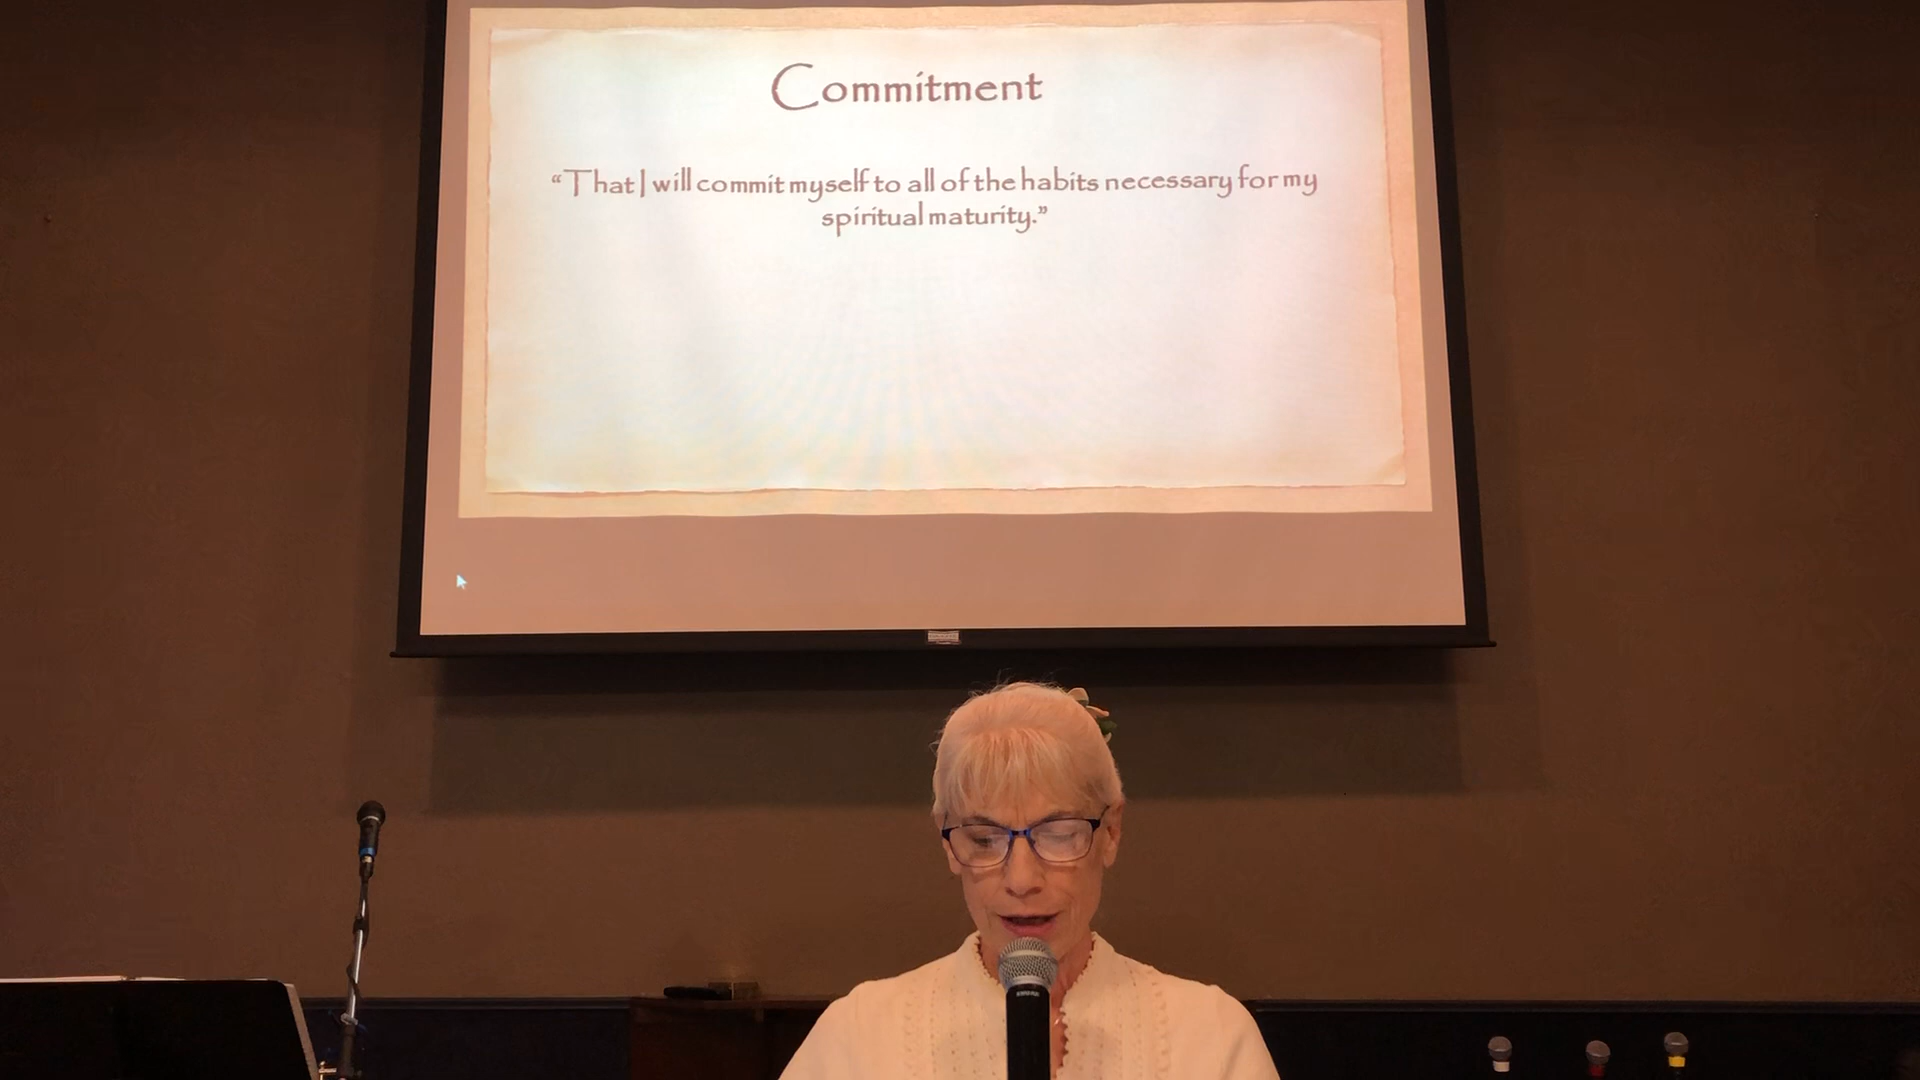 Commitment
“That I will commit myself to all of the habits necessary for my
spiritual maturity.”